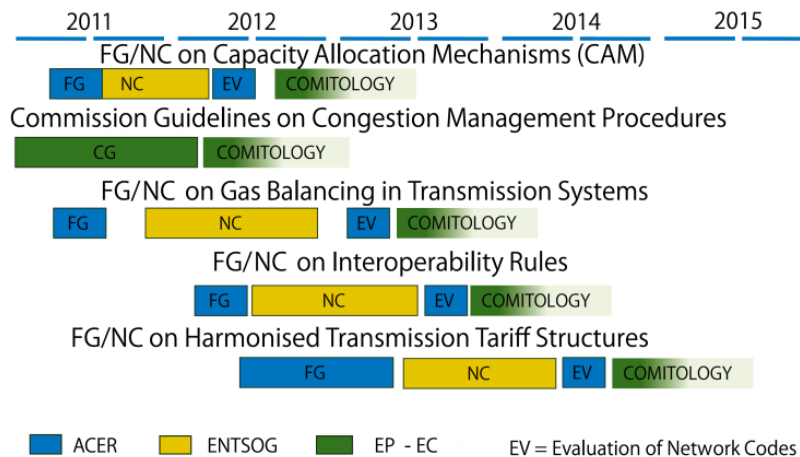 2011 2012 2013 2014 2015
FG/NC on Capacity Allocation Mechanisms (CAM)
FG NC EV COMITOLOGY
Commission Guidelines on Congestion Management Procedures
CG COMITOLOGY
FG/NC on Gas Balancing in Transmission Systems
FG NC EV COMITOLOGY
FG/NC on Interoperability Rules
FG NC EV COMITOLOGY
FG/NC on Harmonised Transmission Tariff Structures
FG NC EV COMITOLOGY
ACER ENTSOG EP - EC EV = Evaluation of Network Codes